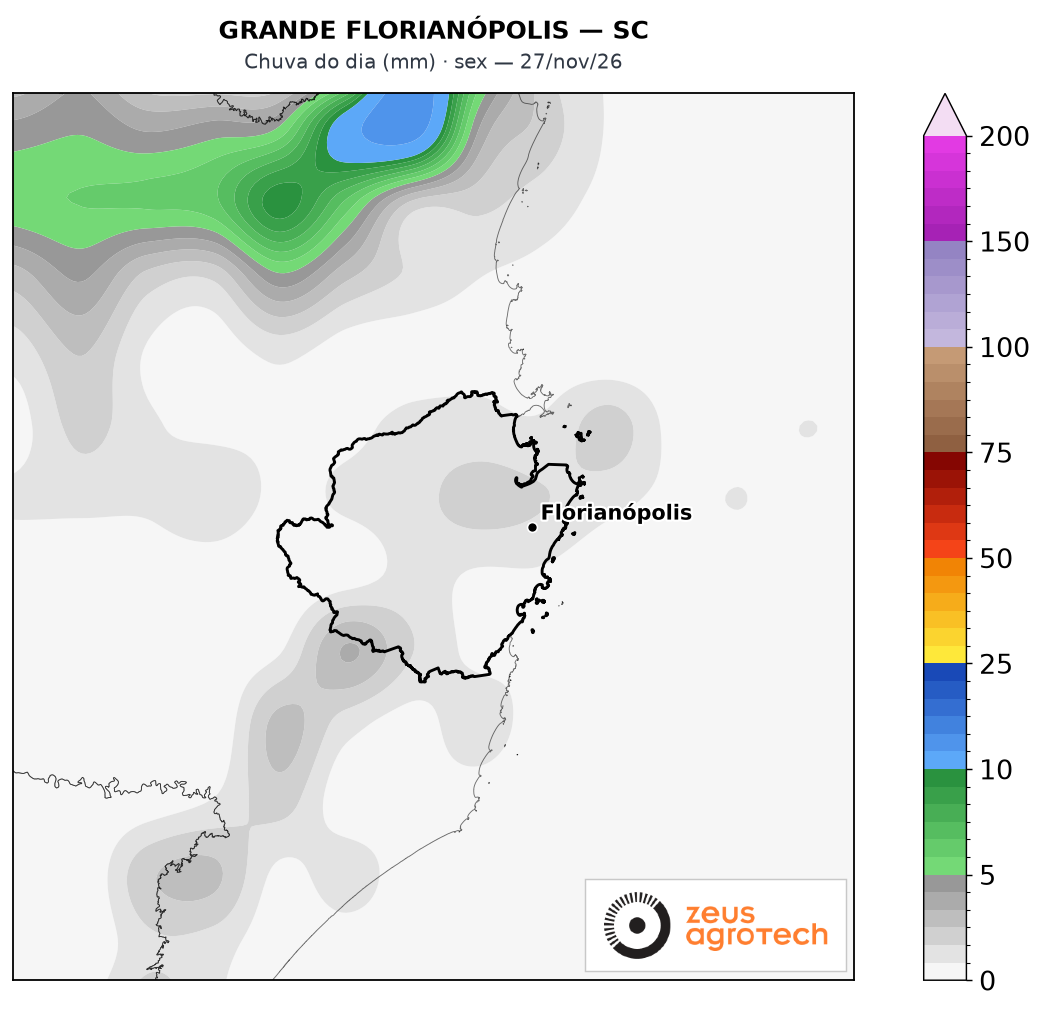 GRANDE FLORIANÓPOLIS — SC
Chuva do dia (mm) · sex — 27/nov/26
200
150
100
75
50
25
10
5
0
Florianópolis
zeus
agrotech